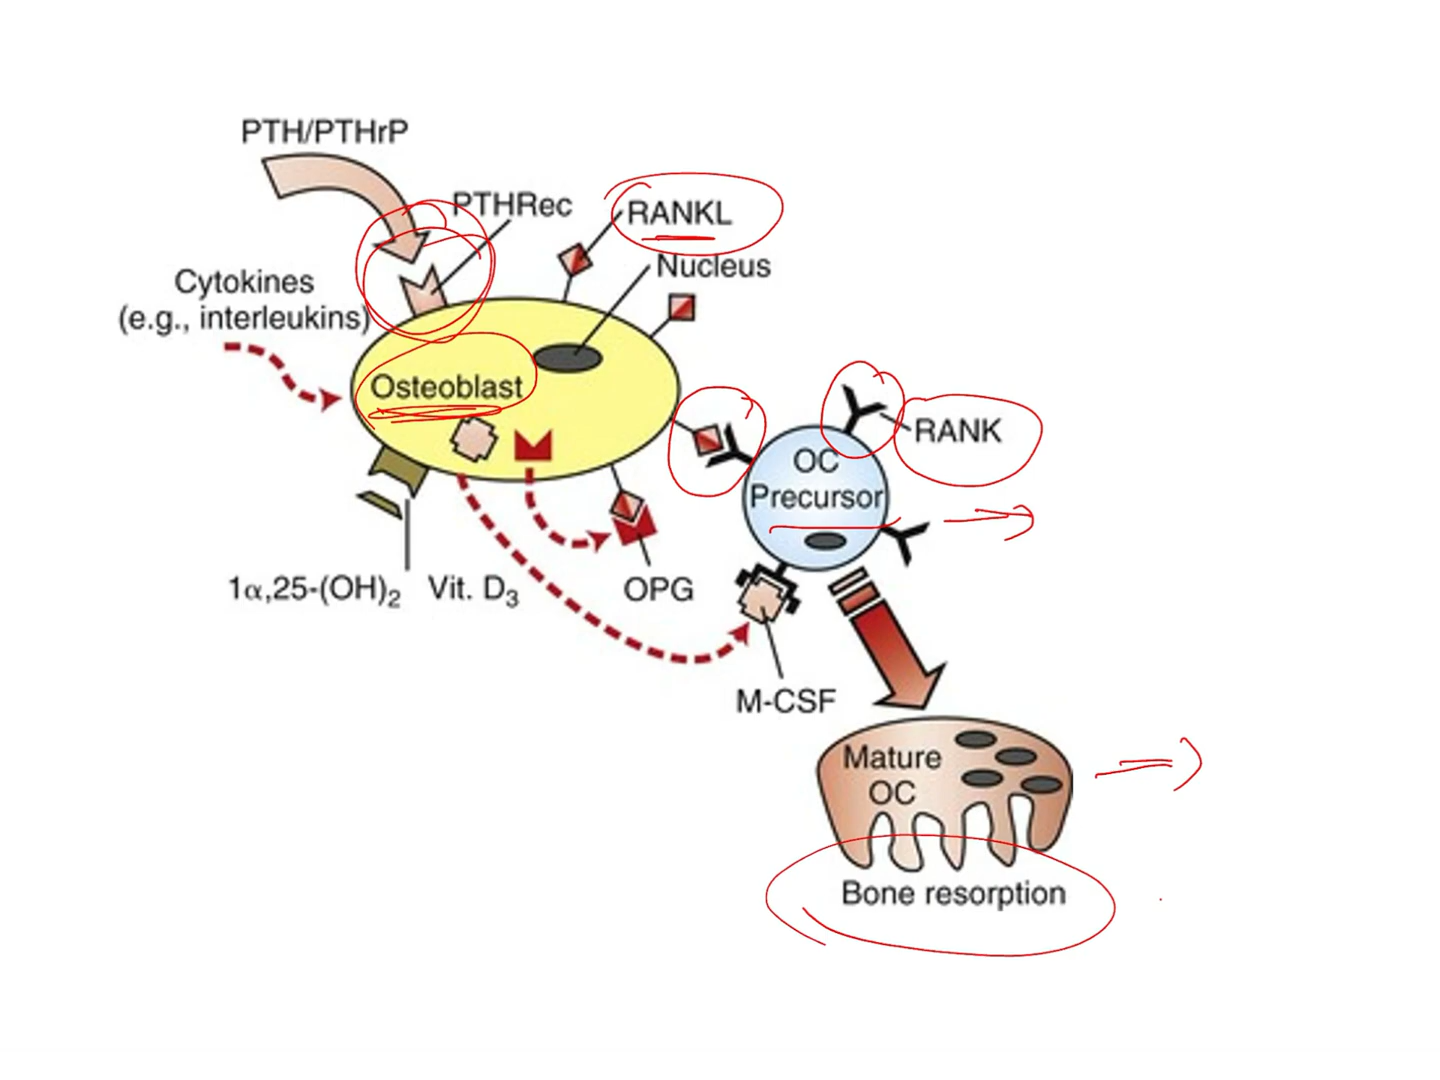 PTH/PTHrP
PTHRec
RANKL
Nucleus
Cytokines
(e.g., interleukins)
Osteoblast
RANK
OC
Precursor
1α,25-(OH)₂ Vit. D₃
OPG
M-CSF
Mature
OC
Bone resorption